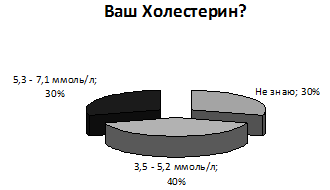 Ваш Холестерин?
5,3 - 7,1 ммоль/л;
30%
Не знаю; 30%
3,5 - 5,2 ммоль/л;
40%